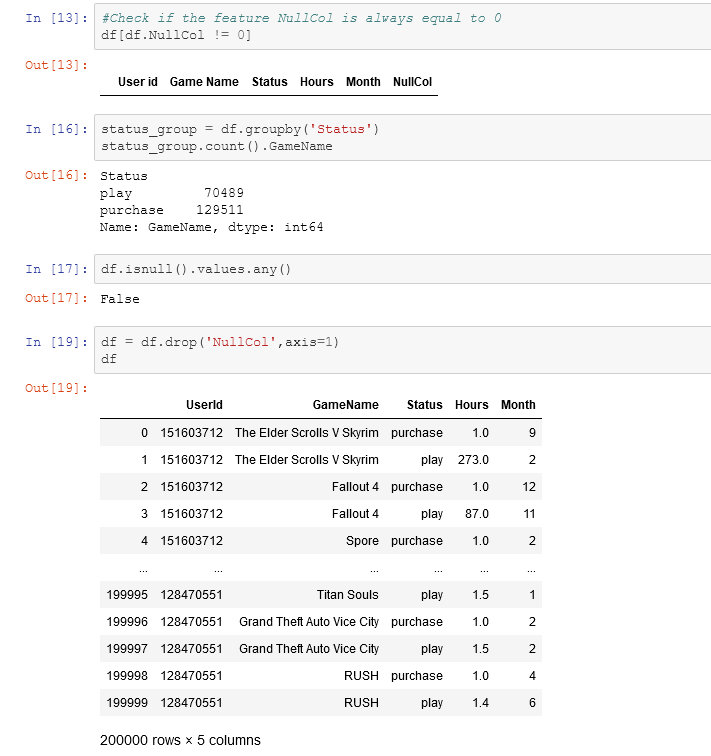 In [13]: #Check if the feature NullCol is always equal to 0
df[df.NullCol != 0]
Out[13]:
User id Game Name Status Hours Month NullCol
In [16]: status_group = df.groupby('Status')
status_group.count().GameName
Out[16]: Status
play 70489
purchase 129511
Name: GameName, dtype: int64
In [17]: df.isnull().values.any()
Out[17]: False
In [19]: df = df.drop('NullCol',axis=1)
df
Out[19]:
UserId GameName Status Hours Month
0 151603712 The Elder Scrolls V Skyrim purchase 1.0 9
1 151603712 The Elder Scrolls V Skyrim play 273.0 2
2 151603712 Fallout 4 purchase 1.0 12
3 151603712 Fallout 4 play 87.0 11
4 151603712 Spore purchase 1.0 2
... ... ... ... ... ...
199995 128470551 Titan Souls play 1.5 1
199996 128470551 Grand Theft Auto Vice City purchase 1.0 2
199997 128470551 Grand Theft Auto Vice City play 1.5 2
199998 128470551 RUSH purchase 1.0 4
199999 128470551 RUSH play 1.4 6
200000 rows × 5 columns